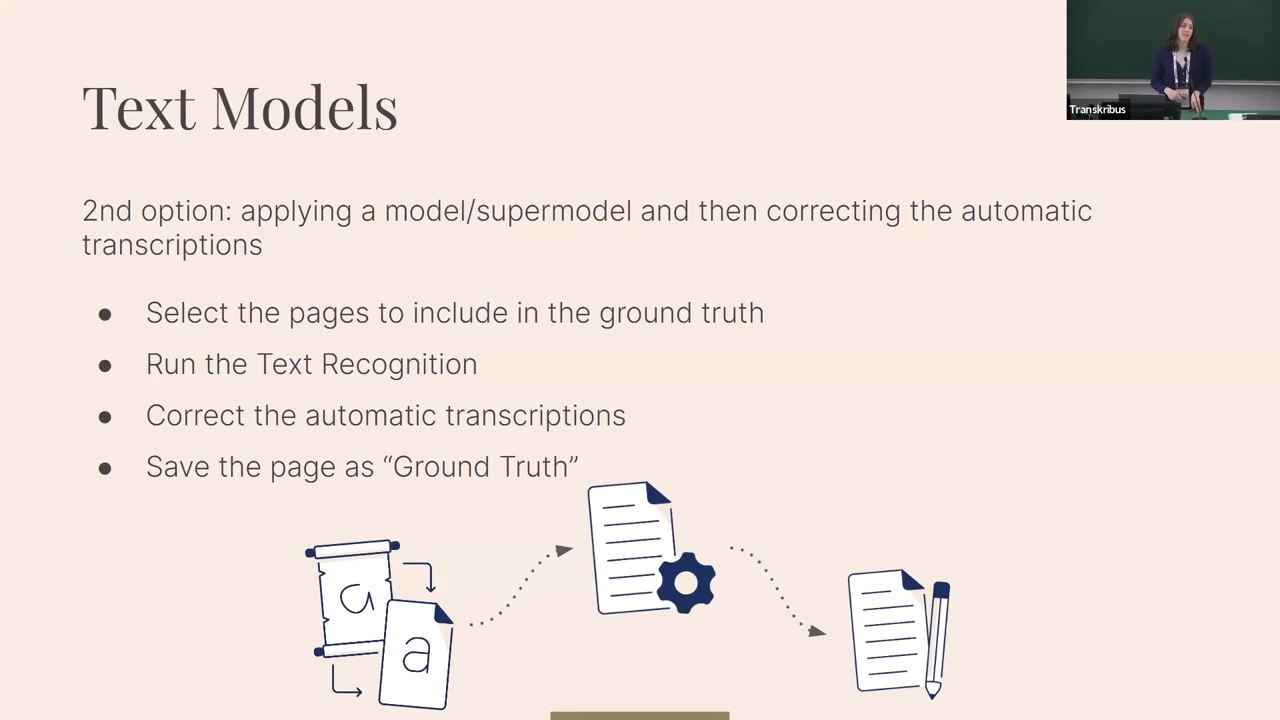 Text Models
2nd option: applying a model/supermodel and then correcting the automatic
transcriptions
● Select the pages to include in the ground truth
● Run the Text Recognition
● Correct the automatic transcriptions
● Save the page as “Ground Truth”
a
a
Transkribus